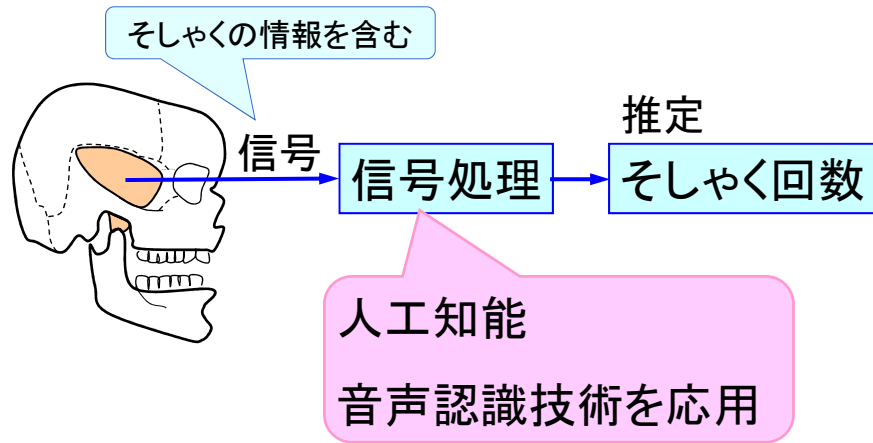 そしゃくの情報を含む
信号
信号処理
推定
そしゃく回数
人工知能
音声認識技術を応用